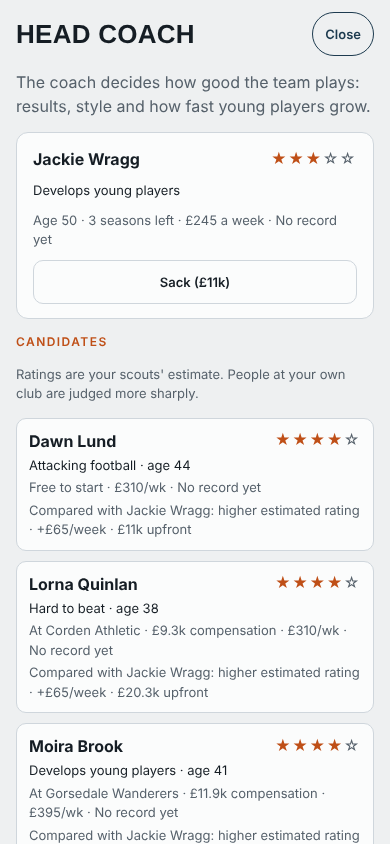 HEAD COACH
Close
The coach decides how good the team plays:
results, style and how fast young players grow.
Jackie Wragg
★★★☆☆
Develops young players
Age 50 · 3 seasons left · £245 a week · No record
yet
Sack (£11k)
CANDIDATES
Ratings are your scouts' estimate. People at your own
club are judged more sharply.
Dawn Lund
★★★★☆
Attacking football · age 44
Free to start · £310/wk · No record yet
Compared with Jackie Wragg: higher estimated rating
· +£65/week · £11k upfront
Lorna Quinlan
★★★★☆
Hard to beat · age 38
At Corden Athletic · £9.3k compensation · £310/wk ·
No record yet
Compared with Jackie Wragg: higher estimated rating
· +£65/week · £20.3k upfront
Moira Brook
★★★★☆
Develops young players · age 41
At Gorsedale Wanderers · £11.9k compensation ·
£395/wk · No record yet
Compared with Jackie Wragg: higher estimated rating